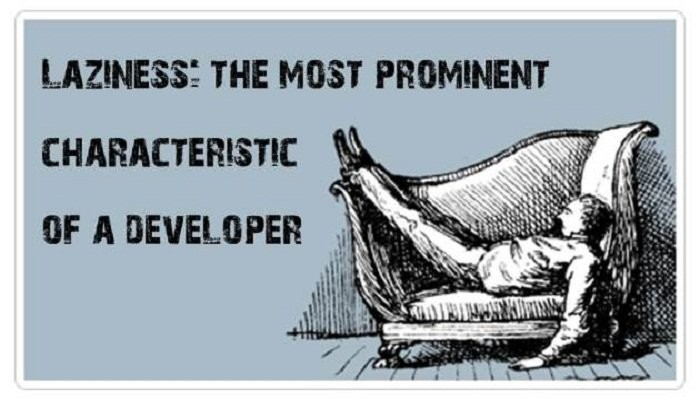 LAZINESS: THE MOST PROMINENT
CHARACTERISTIC
OF A DEVELOPER